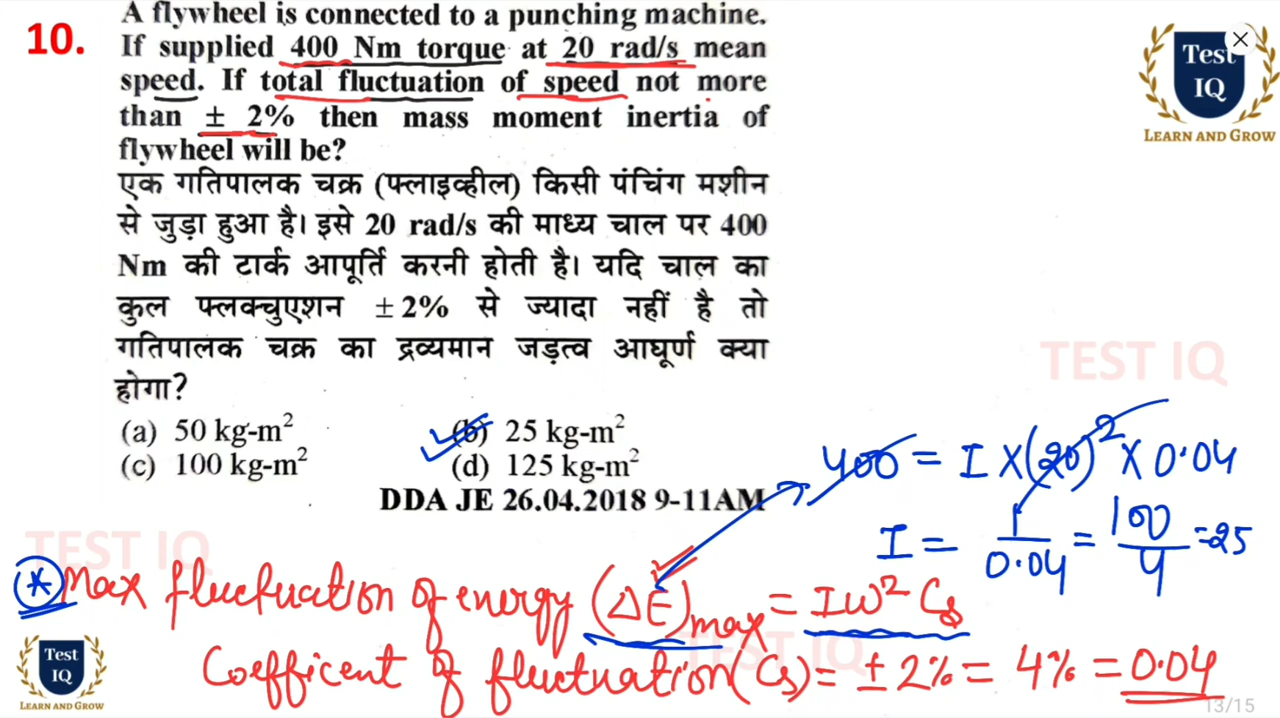 10.
A flywheel is connected to a punching machine.
If supplied 400 Nm torque at 20 rad/s mean
speed. If total fluctuation of speed not more
than ± 2% then mass moment inertia of
flywheel will be?
एक गतिपालक चक्र (फ्लाइव्हील) किसी पंचिंग मशीन
से जुड़ा हुआ है। इसे 20 rad/s की माध्य चाल पर 400
Nm की टार्क आपूर्ति करनी होती है। यदि चाल का
कुल फ्लक्चुएशन ± 2% से ज्यादा नहीं है तो
गतिपालक चक्र का द्रव्यमान जड़त्व आघूर्ण क्या
होगा?
(a) 50 kg-m² (b) 25 kg-m²
(c) 100 kg-m² (d) 125 kg-m²
DDA JE 26.04.2018 9-11AM
Test
IQ
LEARN AND GROW
TEST IQ
400 = I X (20)² X 0.04
I = 1/0.04 = 100/4 = 25
TEST IQ
* Max fluctuation of energy (ΔE)max = Iω² Cs
TEST IQ
Coefficent of fluctuation (Cs) = ± 2% = 4% = 0.04
Test
IQ
LEARN AND GROW
13/15